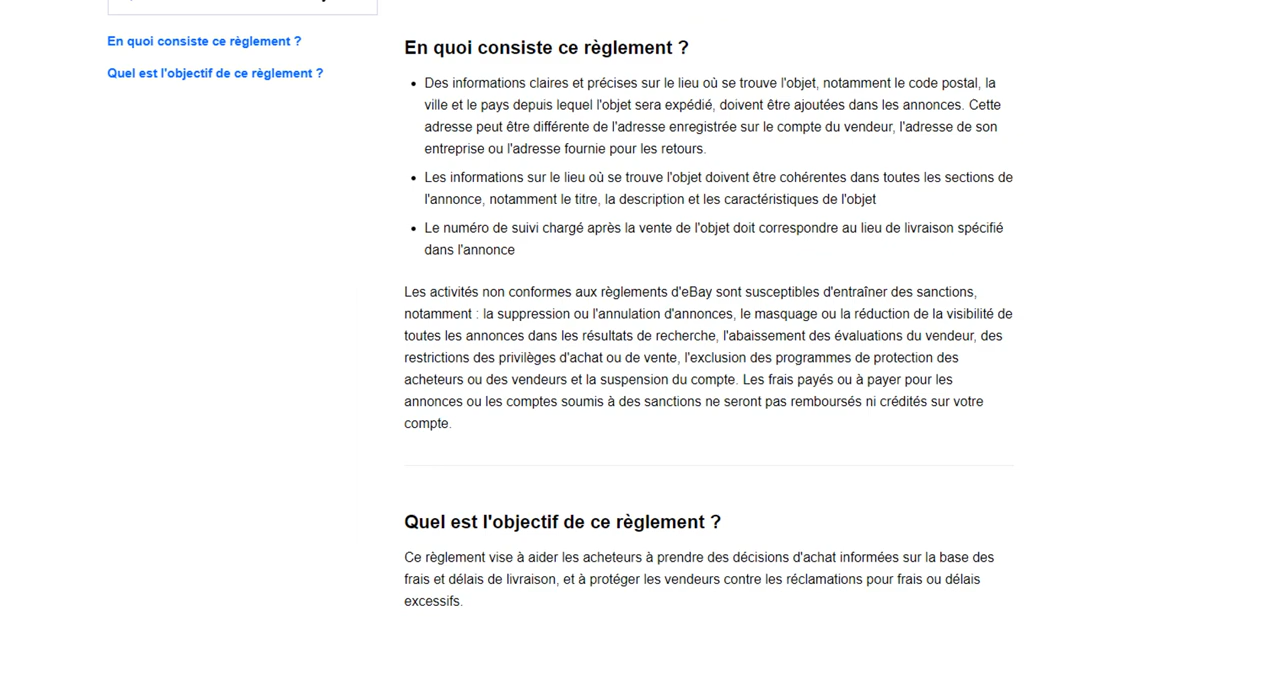 En quoi consiste ce règlement ?
Quel est l'objectif de ce règlement ?
En quoi consiste ce règlement ?
Des informations claires et précises sur le lieu où se trouve l'objet, notamment le code postal, la
ville et le pays depuis lequel l'objet sera expédié, doivent être ajoutées dans les annonces. Cette
adresse peut être différente de l'adresse enregistrée sur le compte du vendeur, l'adresse de son
entreprise ou l'adresse fournie pour les retours.
Les informations sur le lieu où se trouve l'objet doivent être cohérentes dans toutes les sections de
l'annonce, notamment le titre, la description et les caractéristiques de l'objet
Le numéro de suivi chargé après la vente de l'objet doit correspondre au lieu de livraison spécifié
dans l'annonce
Les activités non conformes aux règlements d'eBay sont susceptibles d'entraîner des sanctions,
notamment : la suppression ou l'annulation d'annonces, le masquage ou la réduction de la visibilité de
toutes les annonces dans les résultats de recherche, l'abaissement des évaluations du vendeur, des
restrictions des privilèges d'achat ou de vente, l'exclusion des programmes de protection des
acheteurs ou des vendeurs et la suspension du compte. Les frais payés ou à payer pour les
annonces ou les comptes soumis à des sanctions ne seront pas remboursés ni crédités sur votre
compte.
Quel est l'objectif de ce règlement ?
Ce règlement vise à aider les acheteurs à prendre des décisions d'achat informées sur la base des
frais et délais de livraison, et à protéger les vendeurs contre les réclamations pour frais ou délais
excessifs.